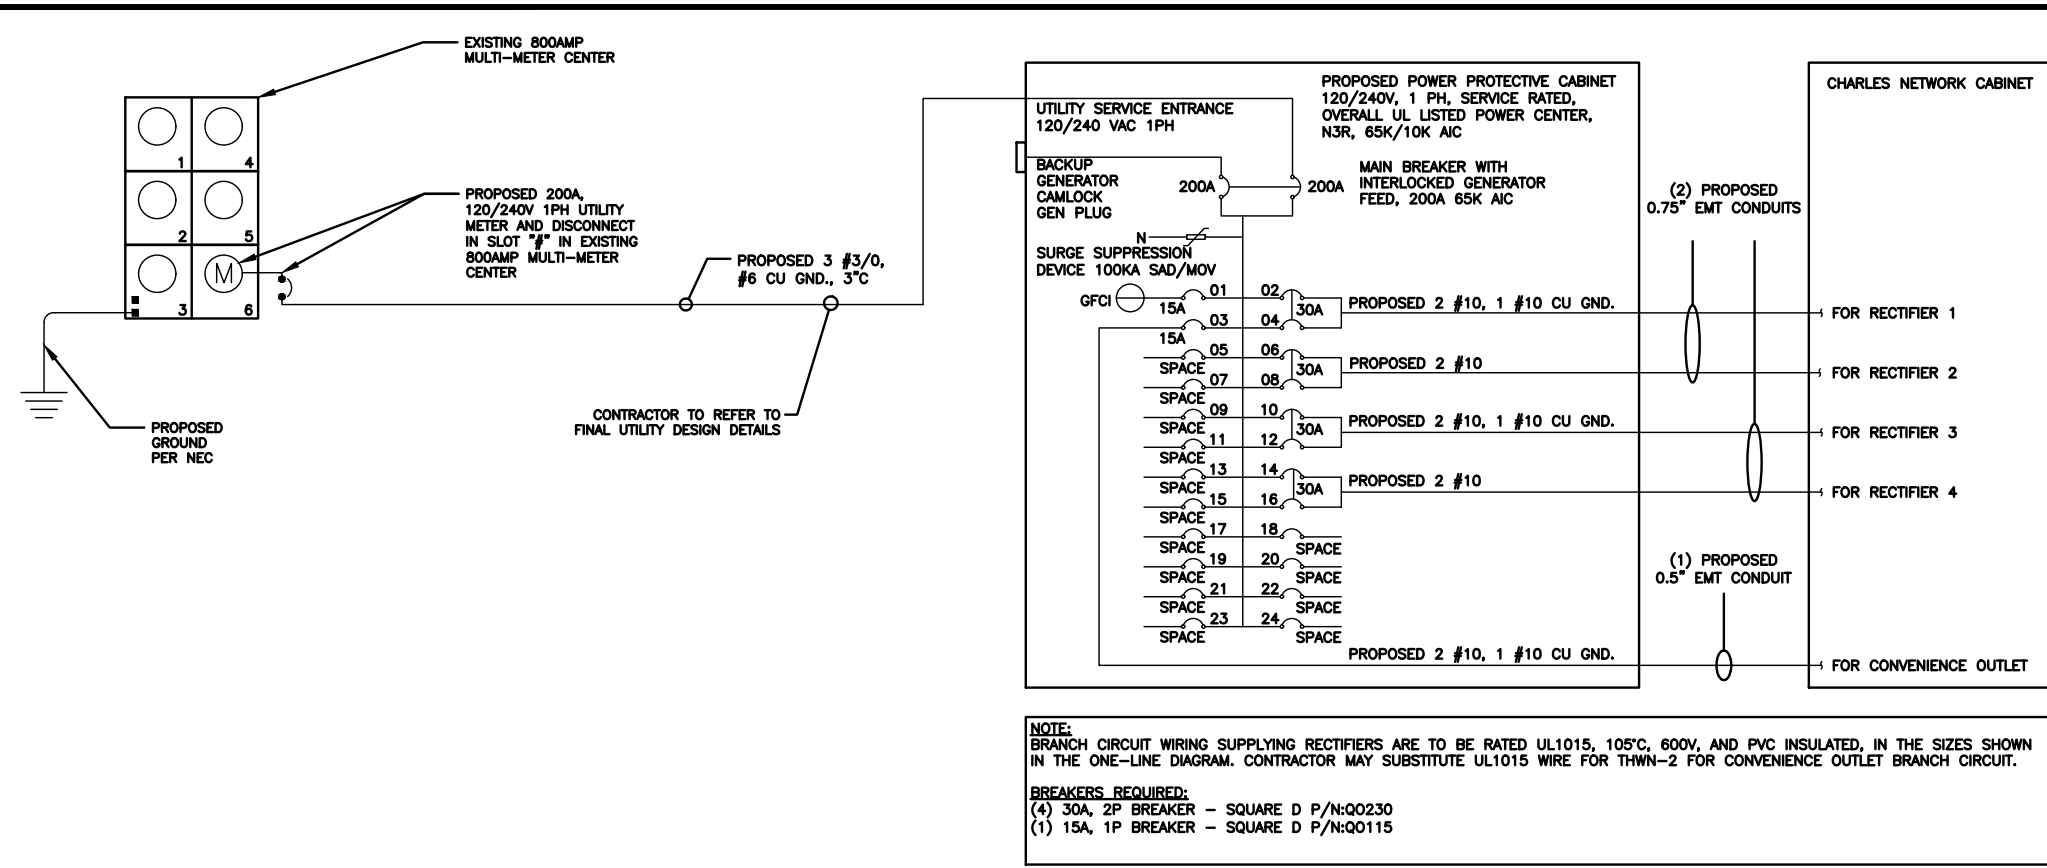 EXISTING 800AMP
MULTI-METER CENTER
1
4
2
5
3
M
6
PROPOSED 200A,
120/240V 1PH UTILITY
METER AND DISCONNECT
IN SLOT "#" IN EXISTING
800AMP MULTI-METER
CENTER
PROPOSED
GROUND
PER NEC
PROPOSED 3 #3/0,
#6 CU GND., 3"C
CONTRACTOR TO REFER TO
FINAL UTILITY DESIGN DETAILS
UTILITY SERVICE ENTRANCE
120/240 VAC 1PH
PROPOSED POWER PROTECTIVE CABINET
120/240V, 1 PH, SERVICE RATED,
OVERALL UL LISTED POWER CENTER,
N3R, 65K/10K AIC
BACKUP
GENERATOR
CAMLOCK
GEN PLUG
200A
200A
MAIN BREAKER WITH
INTERLOCKED GENERATOR
FEED, 200A 65K AIC
N
SURGE SUPPRESSION
DEVICE 100KA SAD/MOV
GFCI
15A
01
02
30A
PROPOSED 2 #10, 1 #10 CU GND.
15A
03
04
SPACE
05
06
30A
PROPOSED 2 #10
SPACE
07
08
SPACE
09
10
30A
PROPOSED 2 #10, 1 #10 CU GND.
SPACE
11
12
SPACE
13
14
30A
PROPOSED 2 #10
SPACE
15
16
SPACE
17
18
SPACE
SPACE
19
20
SPACE
SPACE
21
22
SPACE
SPACE
23
24
SPACE
PROPOSED 2 #10, 1 #10 CU GND.
(2) PROPOSED
0.75" EMT CONDUITS
(1) PROPOSED
0.5" EMT CONDUIT
CHARLES NETWORK CABINET
FOR RECTIFIER 1
FOR RECTIFIER 2
FOR RECTIFIER 3
FOR RECTIFIER 4
FOR CONVENIENCE OUTLET
NOTE:
BRANCH CIRCUIT WIRING SUPPLYING RECTIFIERS ARE TO BE RATED UL1015, 105°C, 600V, AND PVC INSULATED, IN THE SIZES SHOWN
IN THE ONE-LINE DIAGRAM. CONTRACTOR MAY SUBSTITUTE UL1015 WIRE FOR THWN-2 FOR CONVENIENCE OUTLET BRANCH CIRCUIT.
BREAKERS REQUIRED:
(4) 30A, 2P BREAKER - SQUARE D P/N:QO230
(1) 15A, 1P BREAKER - SQUARE D P/N:QO115